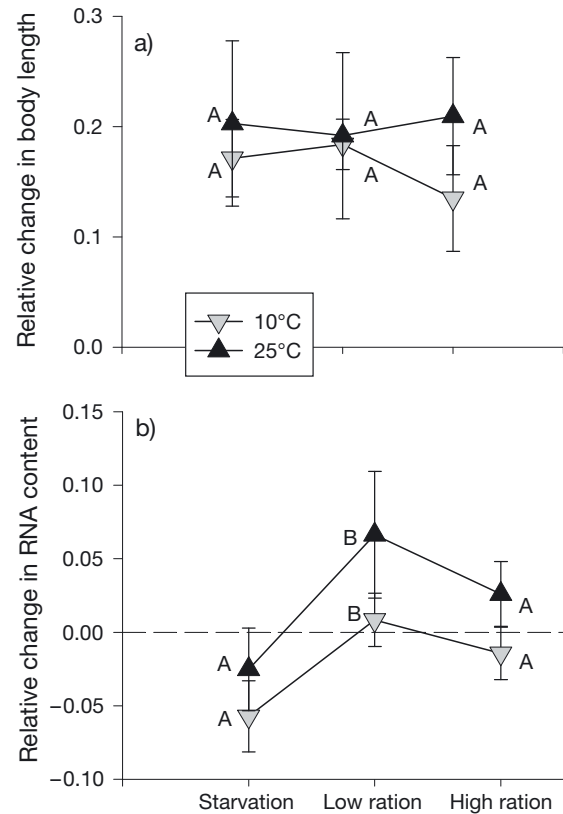 a)
Relative change in body length
0.3
0.2
0.1
0.0
A
A
A
A
A
A
10°C
25°C
b)
Relative change in RNA content
0.15
0.10
0.05
0.00
−0.05
−0.10
A
A
B
B
A
A
Starvation Low ration High ration